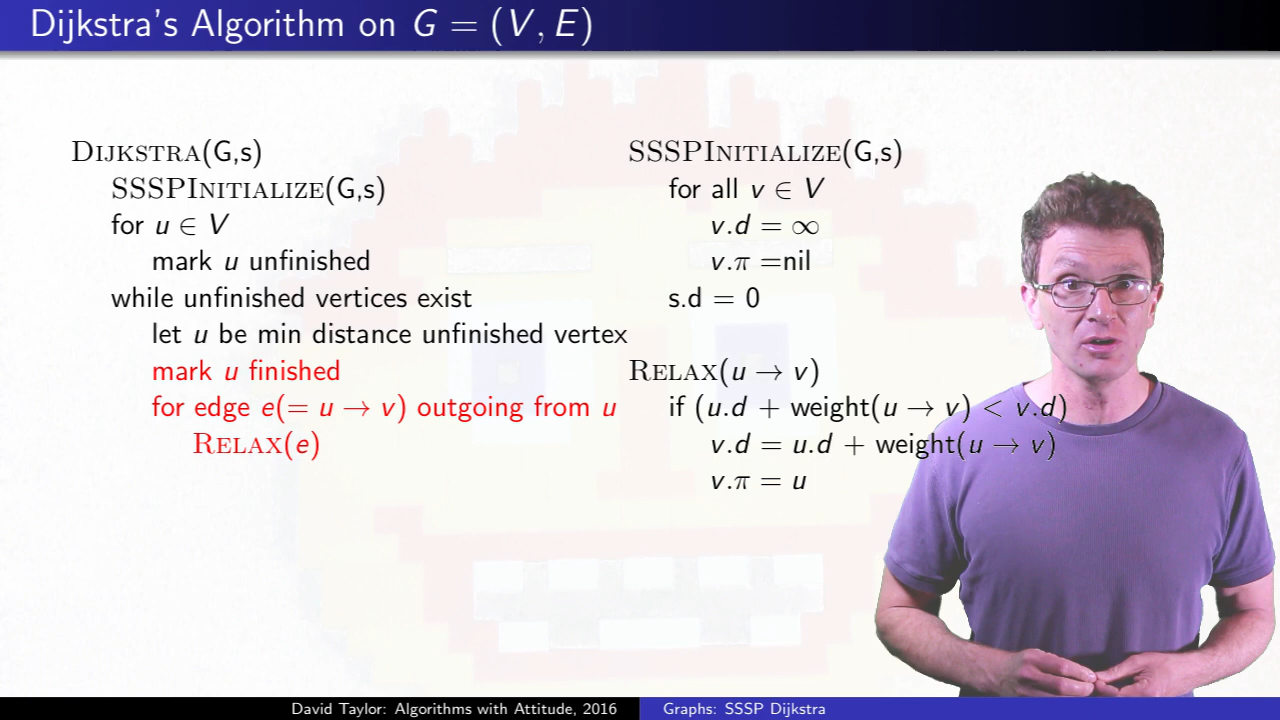 Dijkstra's Algorithm on G = (V, E)
DIJKSTRA(G,s)
SSSPINITIALIZE(G,s)
for u ∈ V
mark u unfinished
while unfinished vertices exist
let u be min distance unfinished vertex
mark u finished
for edge e(= u → v) outgoing from u
RELAX(e)
SSSPINITIALIZE(G,s)
for all v ∈ V
v.d = ∞
v.π =nil
s.d = 0
RELAX(u → v)
if (u.d + weight(u → v) < v.d)
v.d = u.d + weight(u → v)
v.π = u
David Taylor: Algorithms with Attitude, 2016
Graphs: SSSP Dijkstra